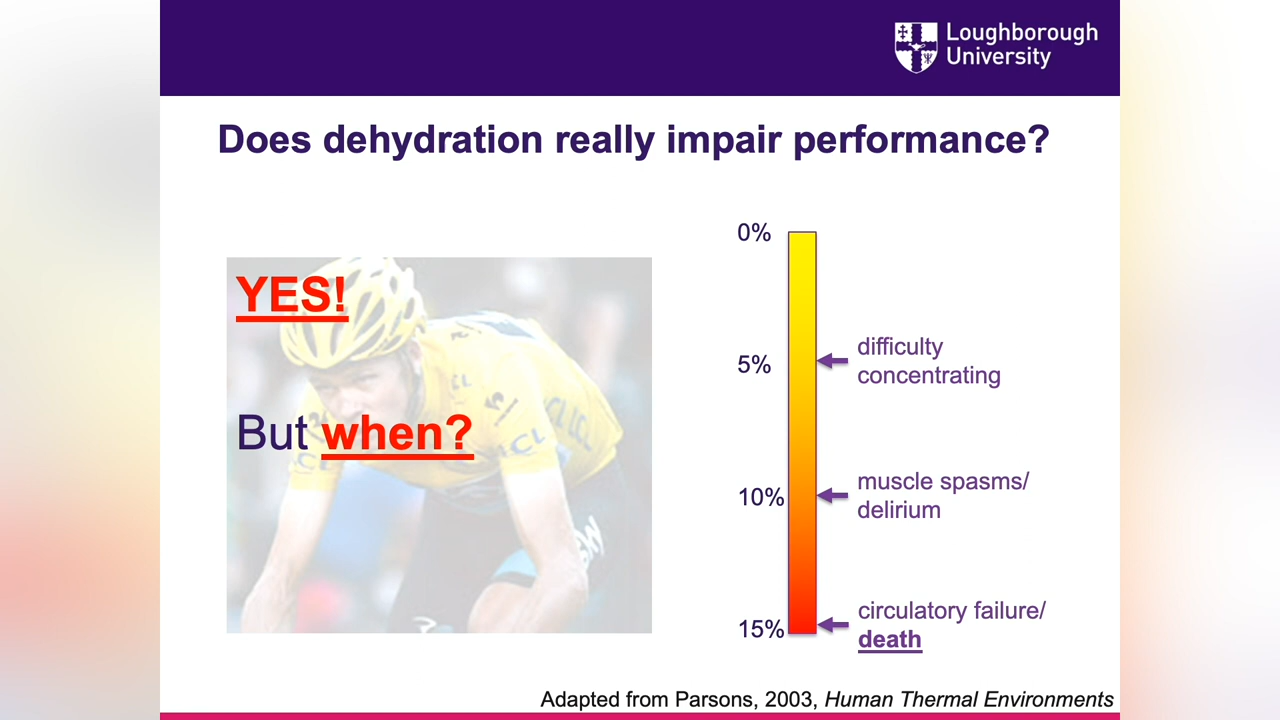 Loughborough
University
Does dehydration really impair performance?
YES!
But when?
0%
5%
10%
15%
difficulty
concentrating
muscle spasms/
delirium
circulatory failure/
death
Adapted from Parsons, 2003, Human Thermal Environments